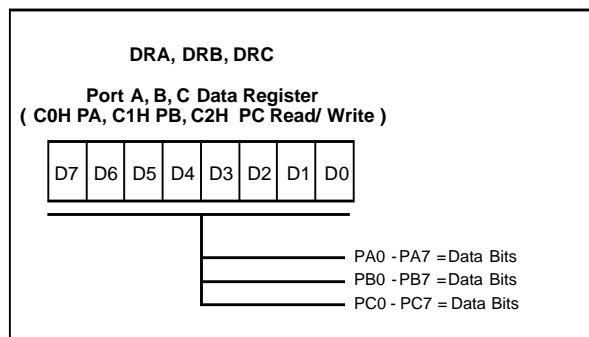 DRA, DRB, DRC
Port A, B, C Data Register
( C0H PA, C1H PB, C2H PC Read/ Write )
D7 D6 D5 D4 D3 D2 D1 D0
PA0 - PA7 = Data Bits
PB0 - PB7 = Data Bits
PC0 - PC7 = Data Bits